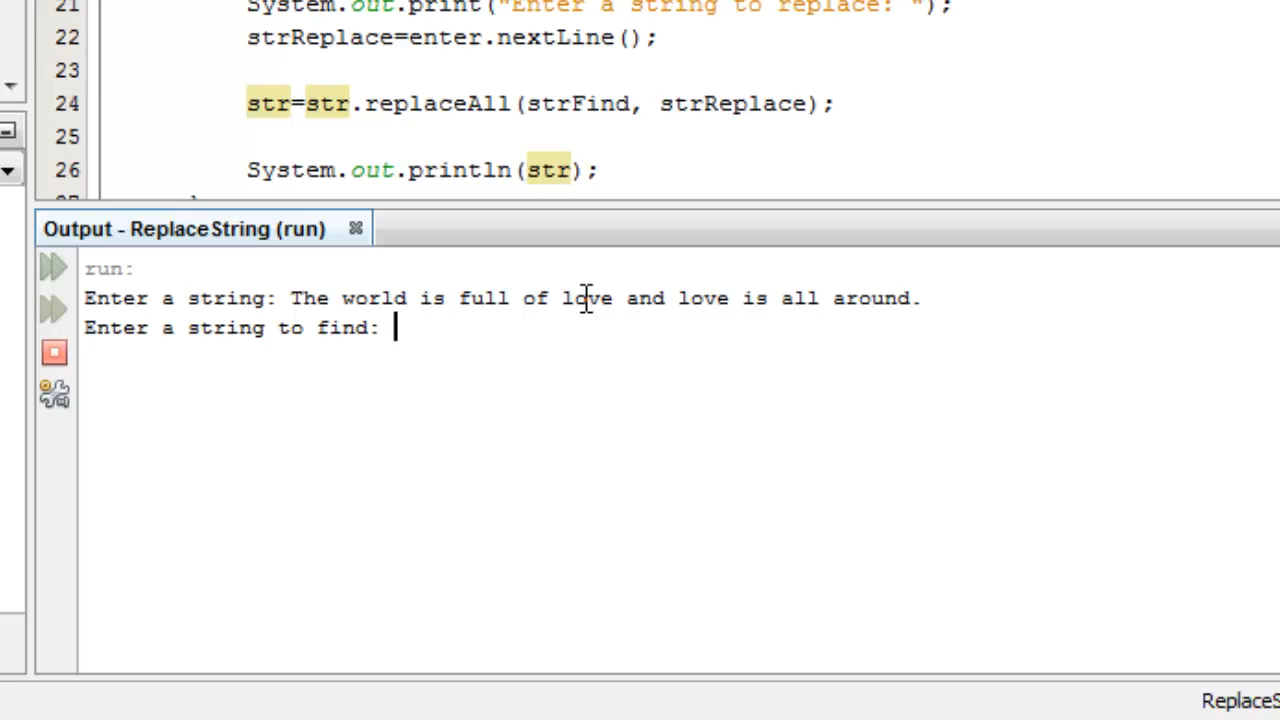 21 System.out.print("Enter a string to replace: ");
22 strReplace=enter.nextLine();
23
24 str=str.replaceAll(strFind, strReplace);
25
26 System.out.println(str);
27 }
Output - ReplaceString (run)
run:
Enter a string: The world is full of love and love is all around.
Enter a string to find:
ReplaceS